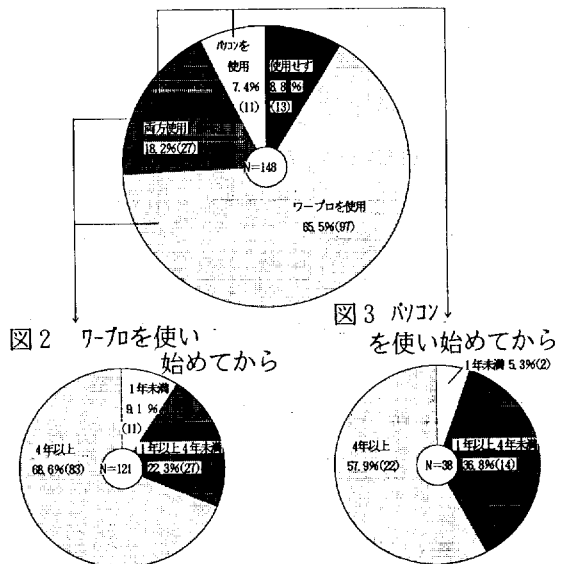 パソコンを
使用
7.4%
(11)
使用せず
8.8%
(13)
両方使用
18.2%(27)
N=148
ワープロを使用
65.5%(97)
図2 ワープロを使い
始めてから
図3 パソコン
を使い始めてから
1年未満
9.1%
(11)
4年以上
68.6%(83)
N=121
1年以上4年未満
22.3%(27)
1年未満 5.3%(2)
4年以上
57.9%(22)
N=38
1年以上4年未満
36.8%(14)